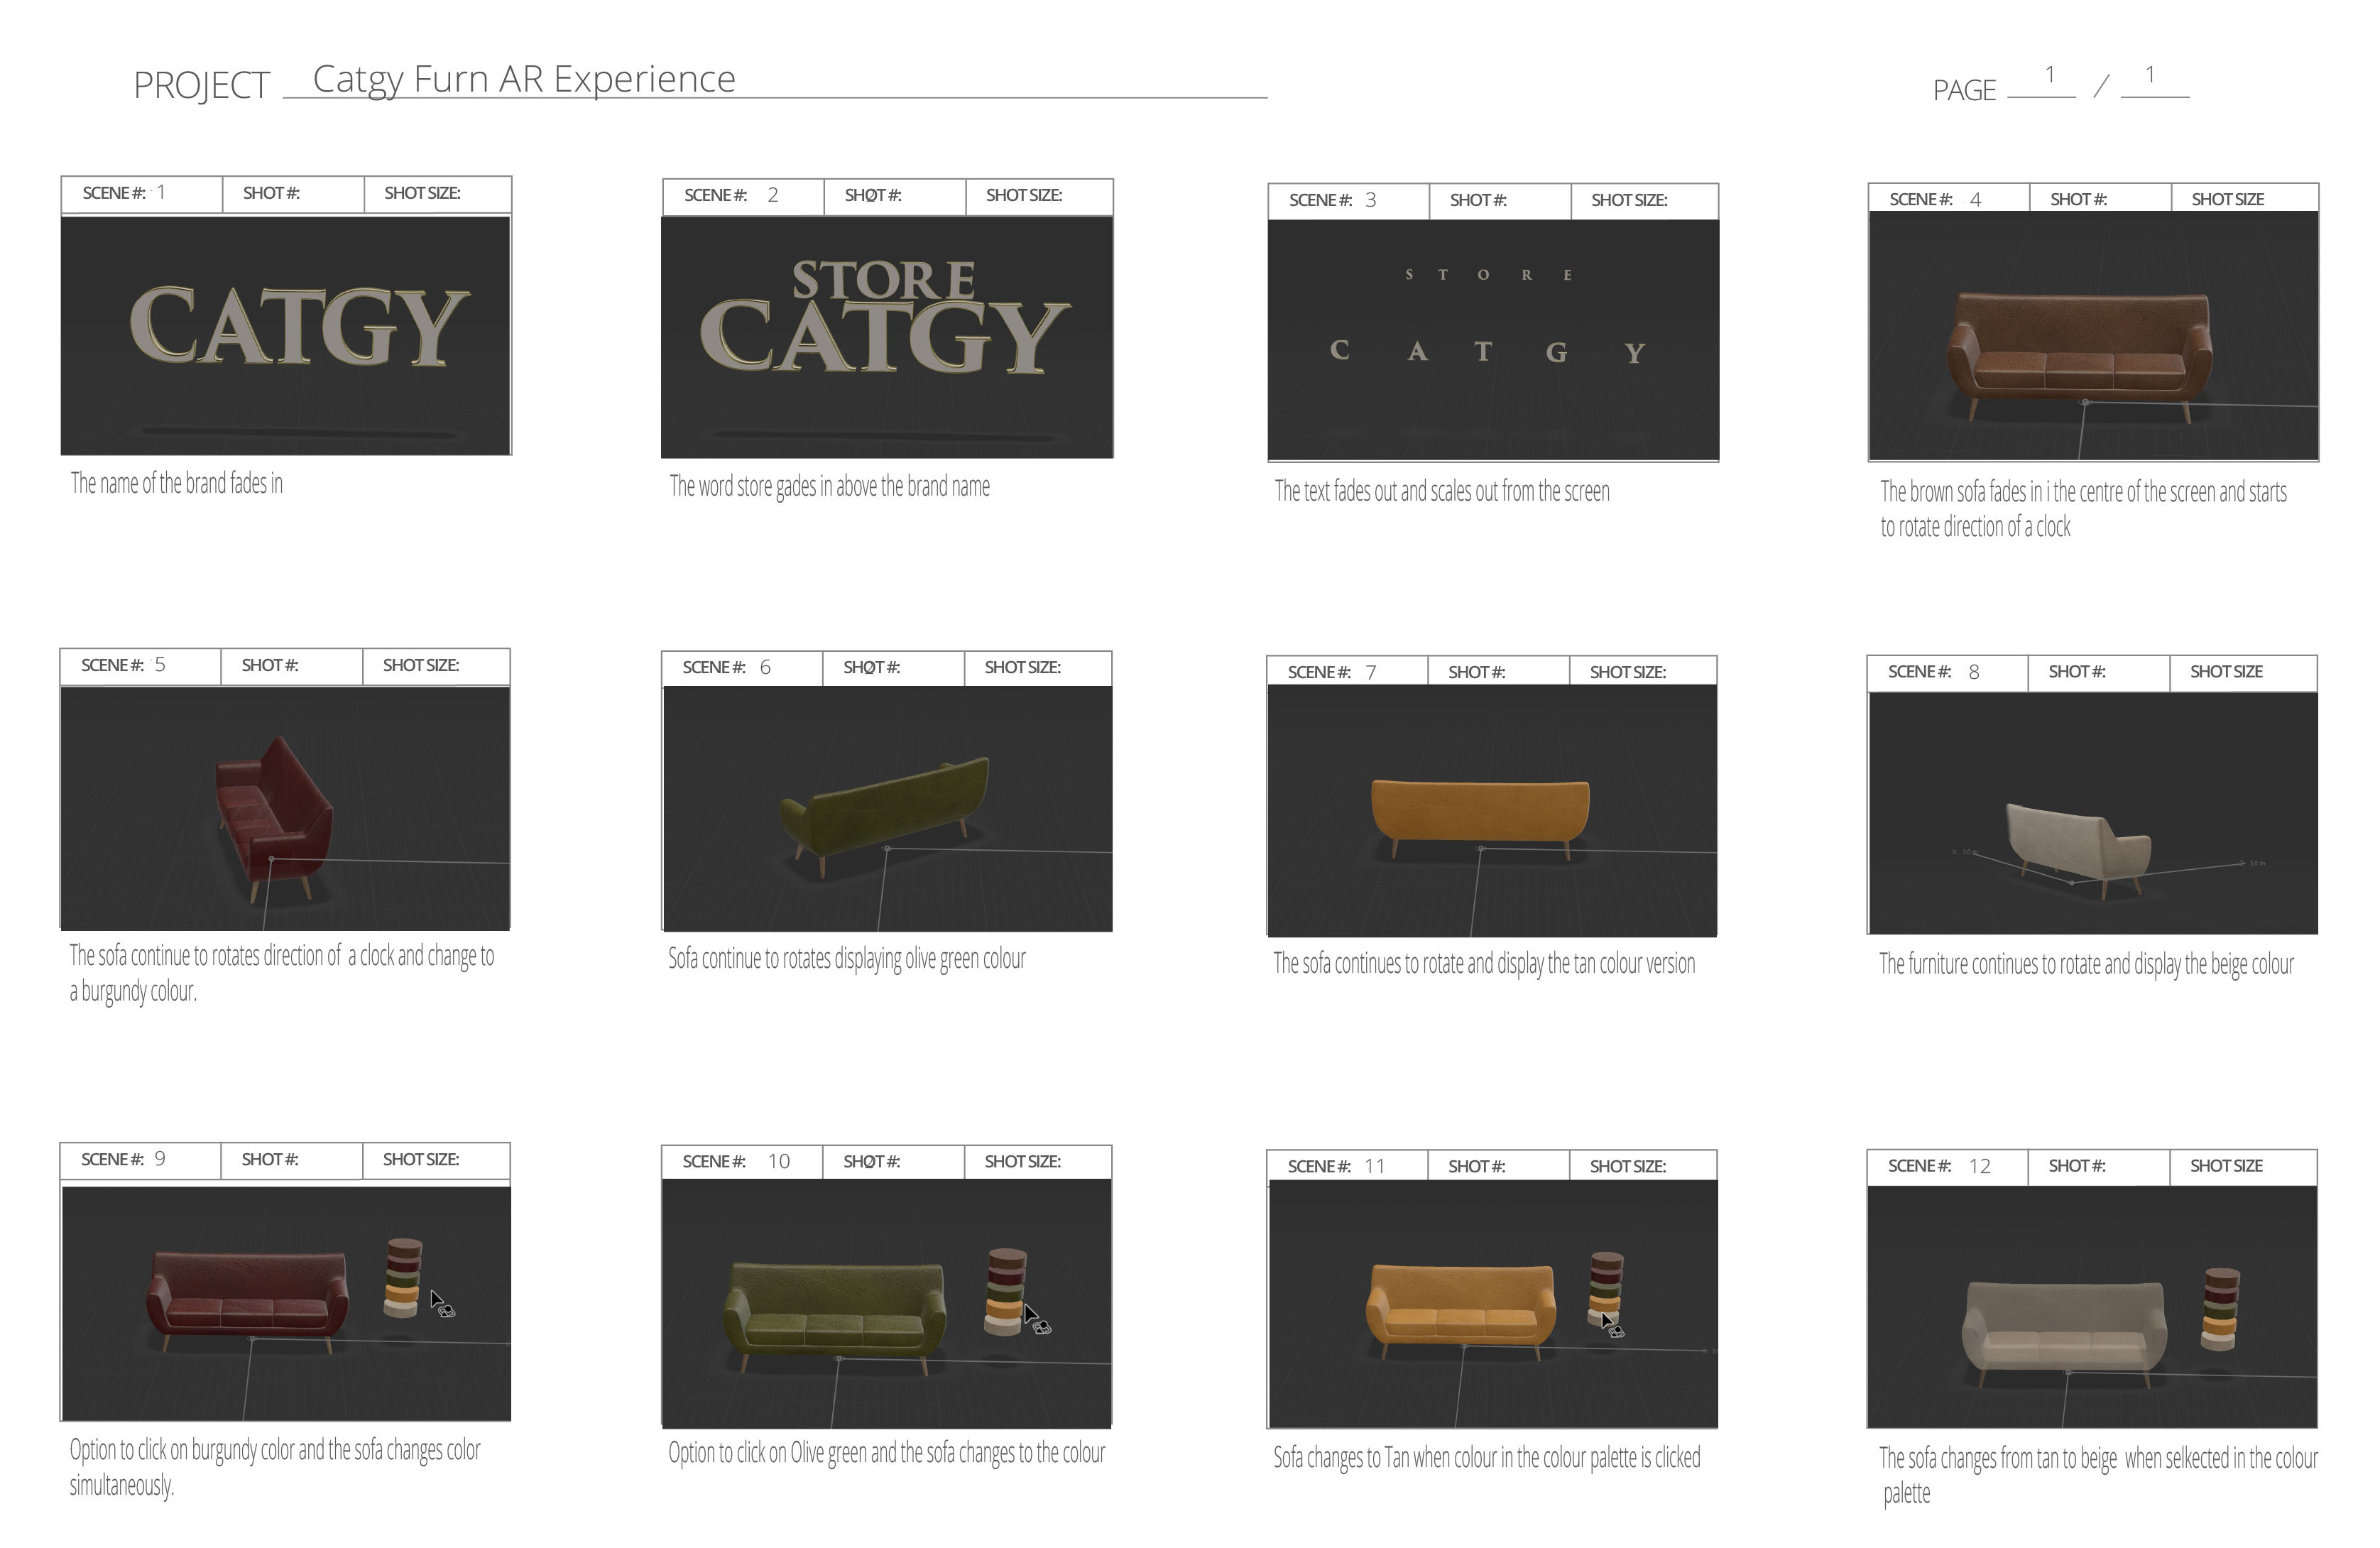 PROJECT Catgy Furn AR Experience
PAGE 1 / 1
SCENE #: 1 SHOT #: SHOT SIZE:
CATGY
The name of the brand fades in
SCENE #: 2 SHOT #: SHOT SIZE:
STORE
CATGY
The word store gades in above the brand name
SCENE #: 3 SHOT #: SHOT SIZE:
S T O R E
C A T G Y
The text fades out and scales out from the screen
SCENE #: 4 SHOT #: SHOT SIZE
The brown sofa fades in i the centre of the screen and starts
to rotate direction of a clock
SCENE #: 5 SHOT #: SHOT SIZE:
The sofa continue to rotates direction of a clock and change to
a burgundy colour.
SCENE #: 6 SHOT #: SHOT SIZE:
Sofa continue to rotates displaying olive green colour
SCENE #: 7 SHOT #: SHOT SIZE:
The sofa continues to rotate and display the tan colour version
SCENE #: 8 SHOT #: SHOT SIZE
The furniture continues to rotate and display the beige colour
SCENE #: 9 SHOT #: SHOT SIZE:
Option to click on burgundy color and the sofa changes color
simultaneously.
SCENE #: 10 SHOT #: SHOT SIZE:
Option to click on Olive green and the sofa changes to the colour
SCENE #: 11 SHOT #: SHOT SIZE:
Sofa changes to Tan when colour in the colour palette is clicked
SCENE #: 12 SHOT #: SHOT SIZE
The sofa changes from tan to beige when selkected in the colour
palette